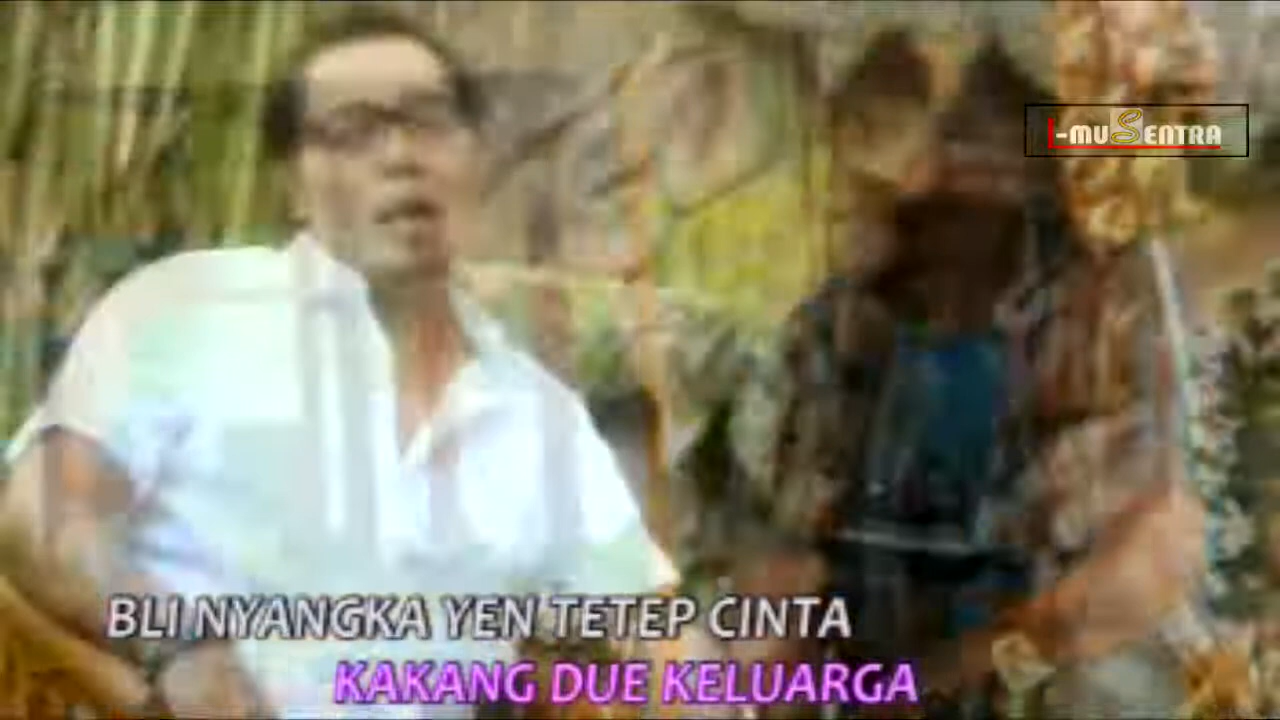 I-MUSENTRA
BLI NYANGKA YEN TETEP CINTA
KAKANG DUE KELUARGA